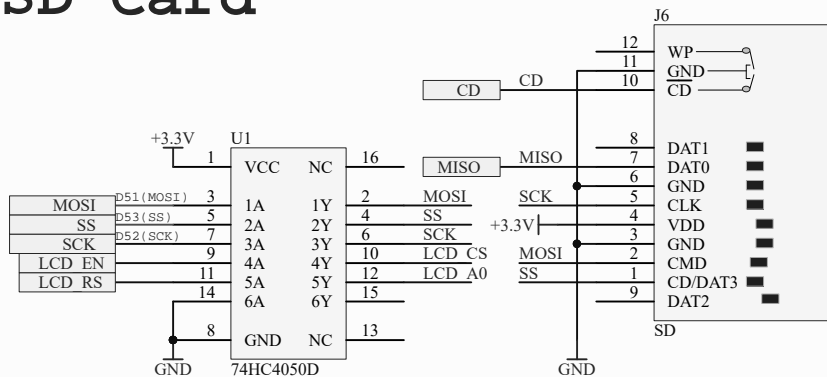 SD Card
J6
12 WP
11 GND
10 CD
CD CD
8 DAT1
MISO MISO 7 DAT0
6 GND
SCK 5 CLK
+3.3V 4 VDD
3 GND
MOSI 2 CMD
SS 1 CD/DAT3
9 DAT2
SD
GND
+3.3V
U1
1 VCC NC 16
MOSI D51(MOSI) 3 1A 1Y 2 MOSI
SS D53(SS) 5 2A 2Y 4 SS
SCK D52(SCK) 7 3A 3Y 6 SCK
LCD_EN 9 4A 4Y 10 LCD_CS
LCD_RS 11 5A 5Y 12 LCD_A0
14 6A 6Y 15
8 GND NC 13
GND 74HC4050D